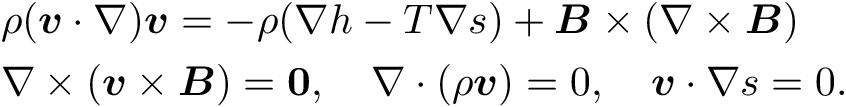 ρ(𝒗 · ∇)𝒗 = −ρ(∇h − T∇s) + 𝑩 × (∇ × 𝑩)
∇ × (𝒗 × 𝑩) = 𝟎, ∇ · (ρ𝒗) = 0, 𝒗 · ∇s = 0.